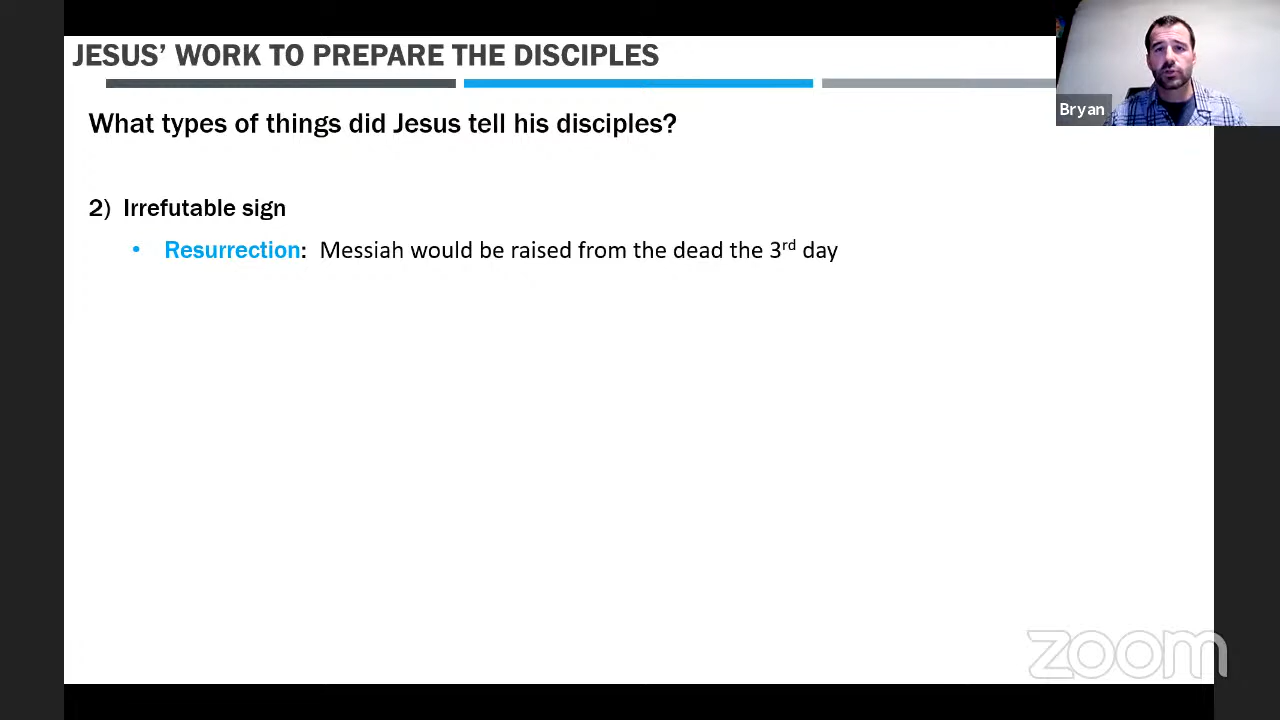 JESUS’ WORK TO PREPARE THE DISCIPLES
Bryan
What types of things did Jesus tell his disciples?
2) Irrefutable sign
• Resurrection: Messiah would be raised from the dead the 3rd day
zoom